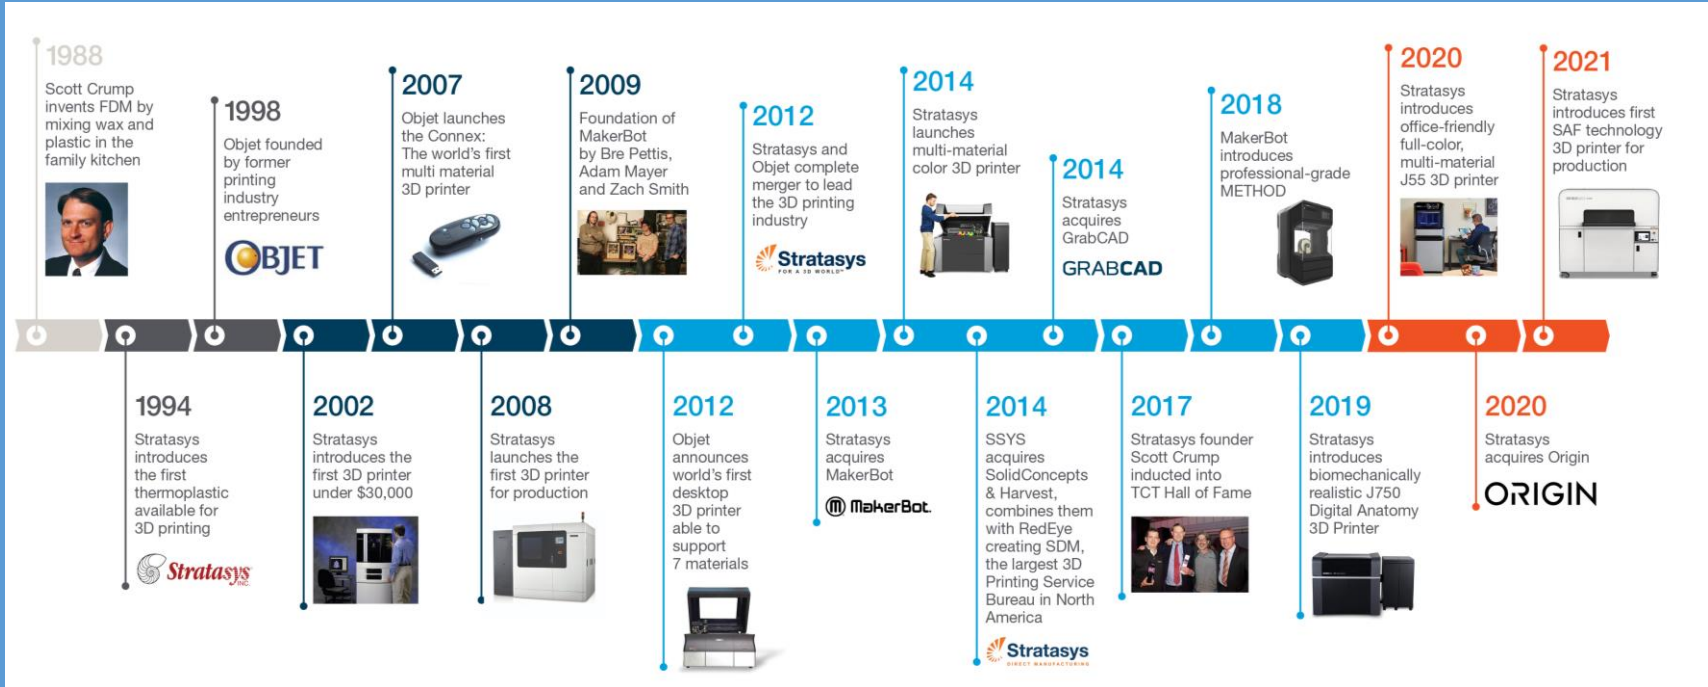 1988
Scott Crump
invents FDM by
mixing wax and
plastic in the
family kitchen
1998
Objet founded
by former
printing
industry
entrepreneurs
OBJET
2007
Objet launches
the Connex:
The world's first
multi material
3D printer
2009
Foundation of
MakerBot
by Bre Pettis,
Adam Mayer
and Zach Smith
2012
Stratasys and
Objet complete
merger to lead
the 3D printing
industry
Stratasys
FOR A 3D WORLD™
2014
Stratasys
launches
multi-material
color 3D printer
2014
Stratasys
acquires
GrabCAD
GRABCAD
2018
MakerBot
introduces
professional-grade
METHOD
2020
Stratasys
introduces
office-friendly
full-color,
multi-material
J55 3D printer
2021
Stratasys
introduces first
SAF technology
3D printer for
production
1994
Stratasys
introduces
the first
thermoplastic
available for
3D printing
Stratasys
INC.
2002
Stratasys
introduces the
first 3D printer
under $30,000
2008
Stratasys
launches the
first 3D printer
for production
2012
Objet
announces
world's first
desktop
3D printer
able to
support
7 materials
2013
Stratasys
acquires
MakerBot
MakerBot.
2014
SSYS
acquires
SolidConcepts
& Harvest,
combines them
with RedEye
creating SDM,
the largest 3D
Printing Service
Bureau in North
America
Stratasys
DIRECT MANUFACTURING
2017
Stratasys founder
Scott Crump
inducted into
TCT Hall of Fame
2019
Stratasys
introduces
biomechanically
realistic J750
Digital Anatomy
3D Printer
2020
Stratasys
acquires Origin
ORIGIN